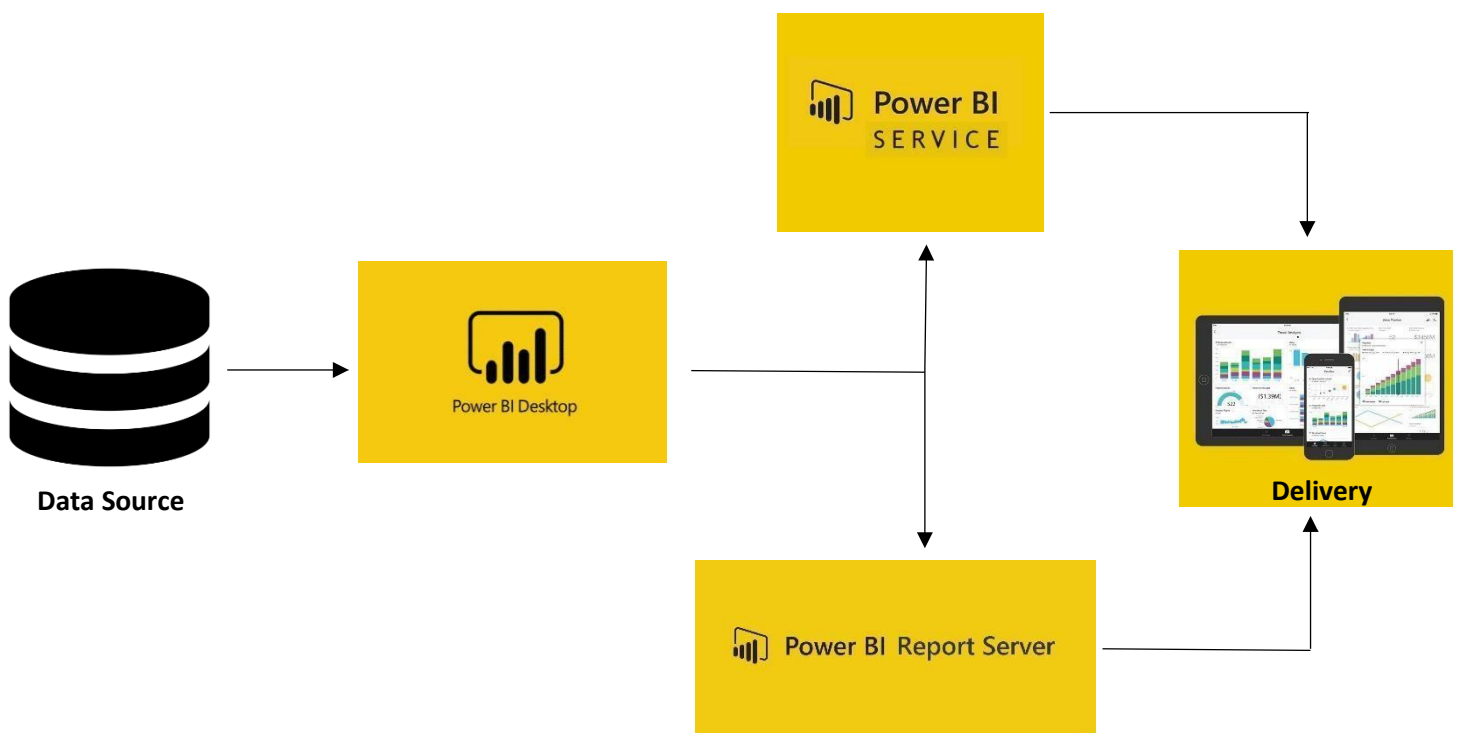 Power BI
SERVICE
Power BI Desktop
Data Source
Delivery
Power BI Report Server